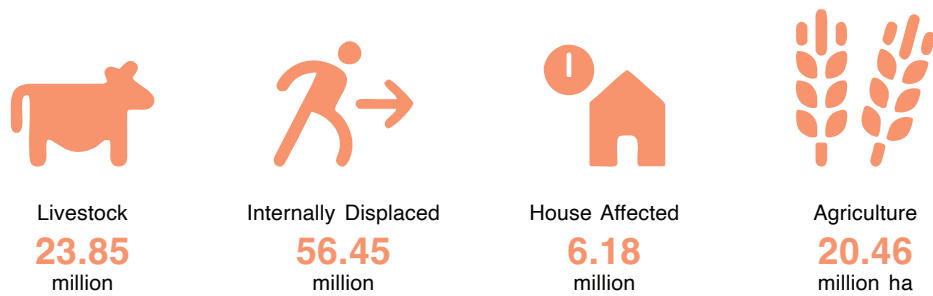 Livestock
23.85
million
Internally Displaced
56.45
million
House Affected
6.18
million
Agriculture
20.46
million ha